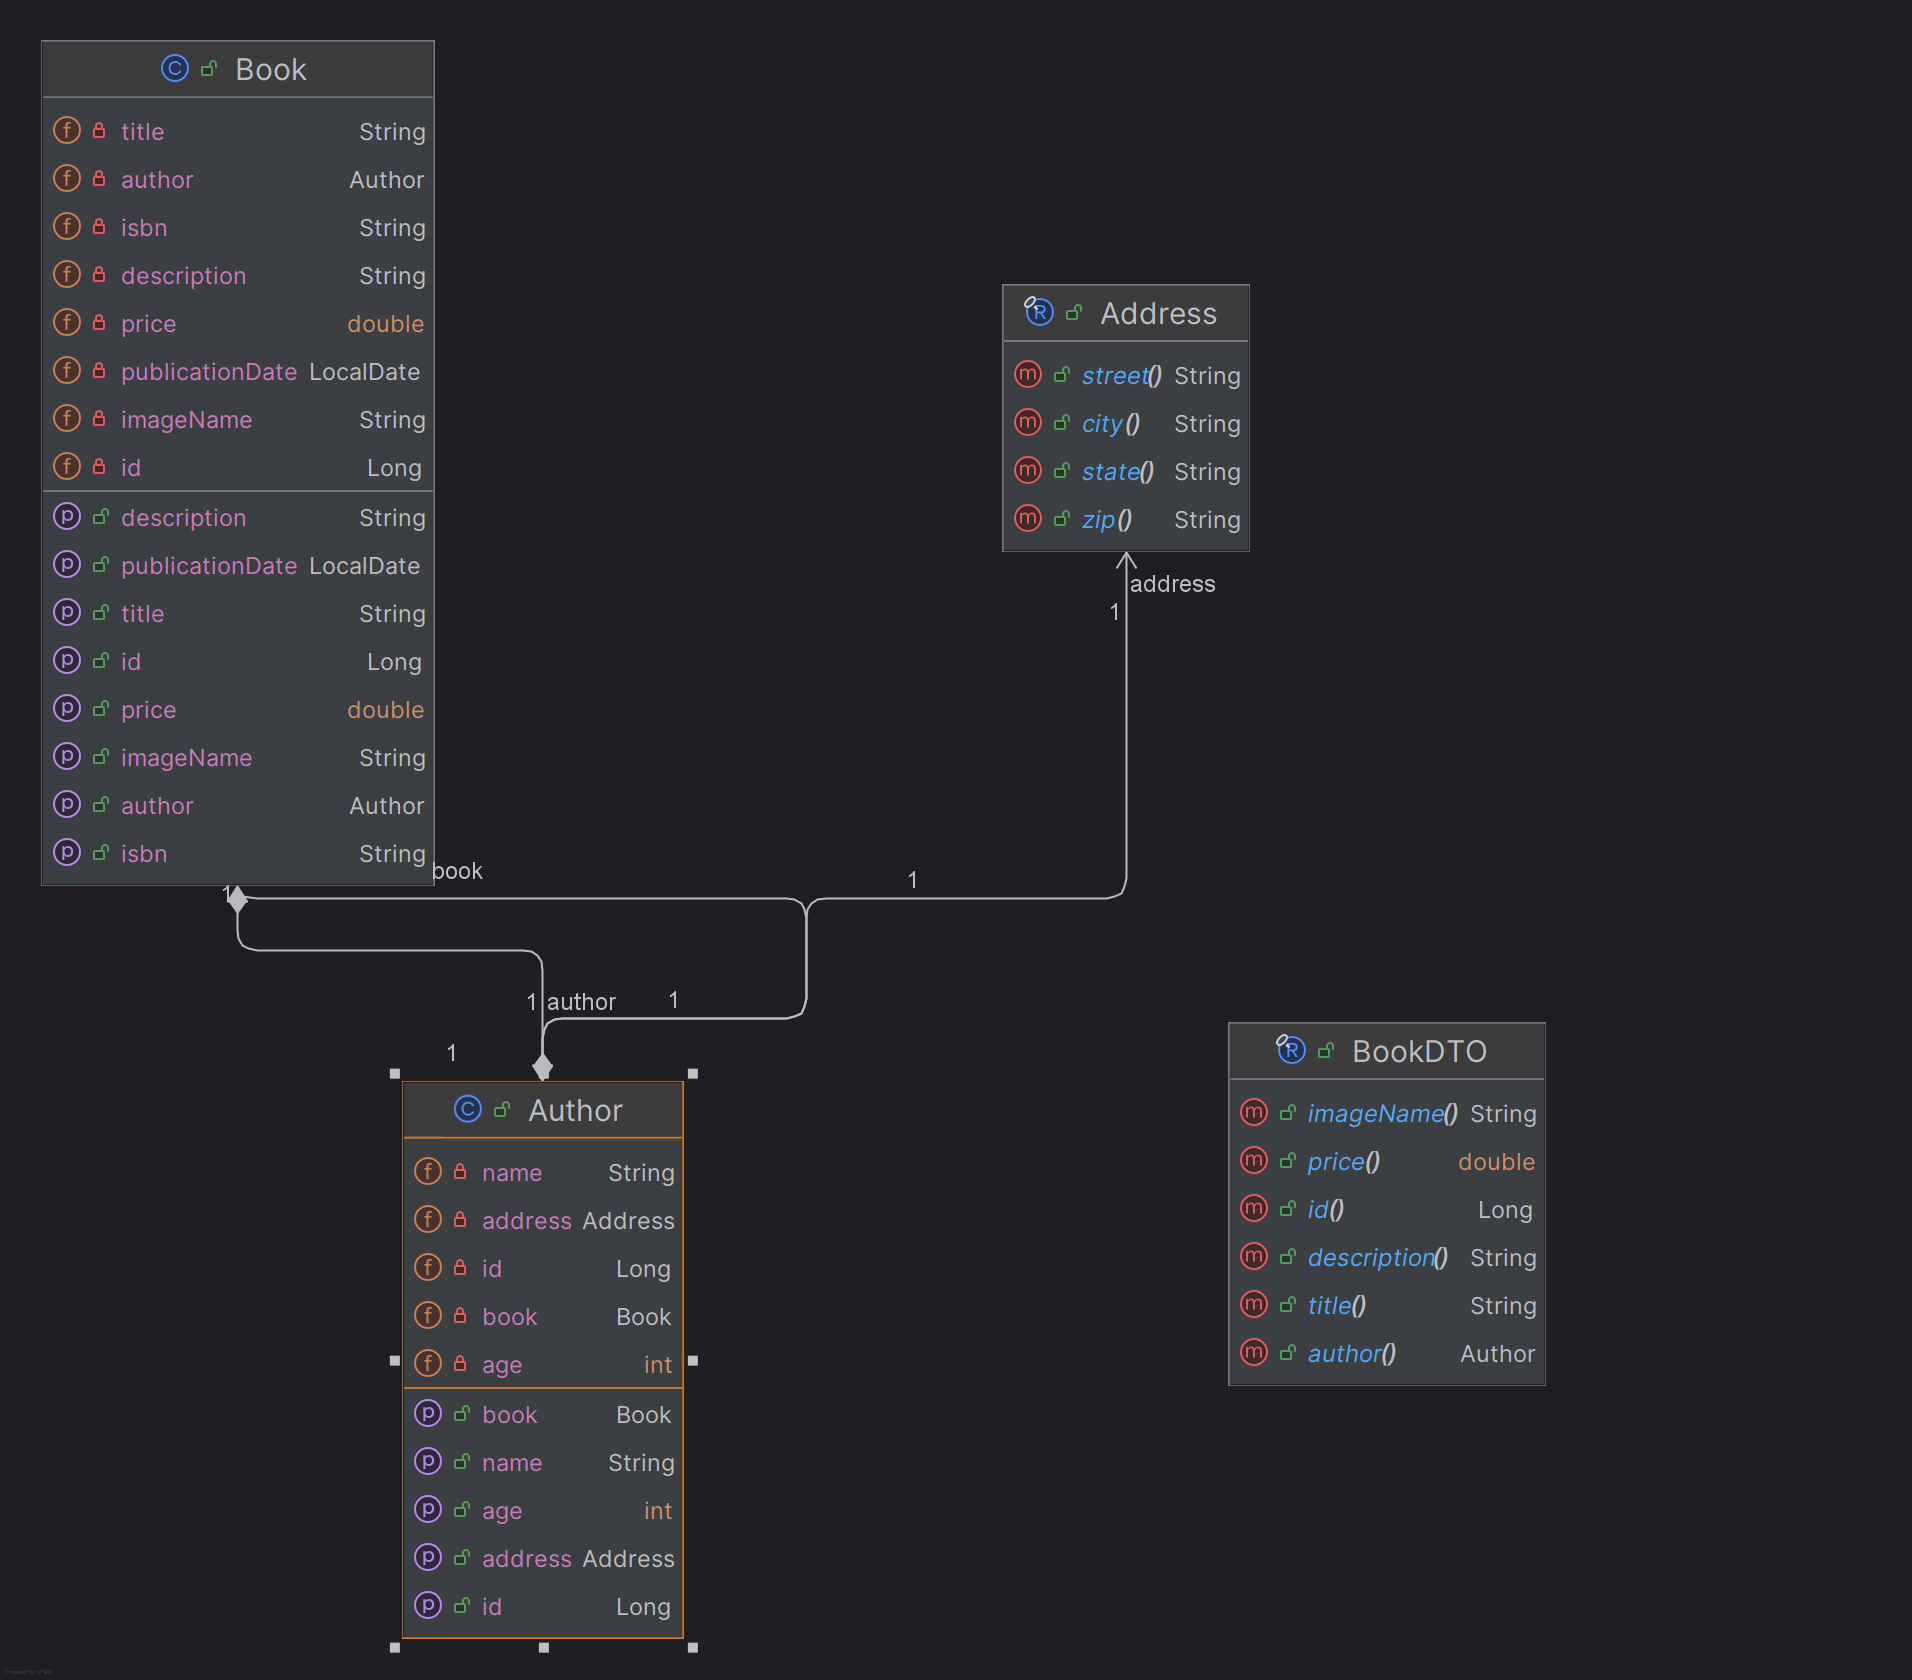 Book
title String
author Author
isbn String
description String
price double
publicationDate LocalDate
imageName String
id Long
description String
publicationDate LocalDate
title String
id Long
price double
imageName String
author Author
isbn String
book
1
Address
street() String
city() String
state() String
zip() String
address
1
1
1 author
1
1
Author
name String
address Address
id Long
book Book
age int
book Book
name String
age int
address Address
id Long
BookDTO
imageName() String
price() double
id() Long
description() String
title() String
author() Author
Powered by yFiles